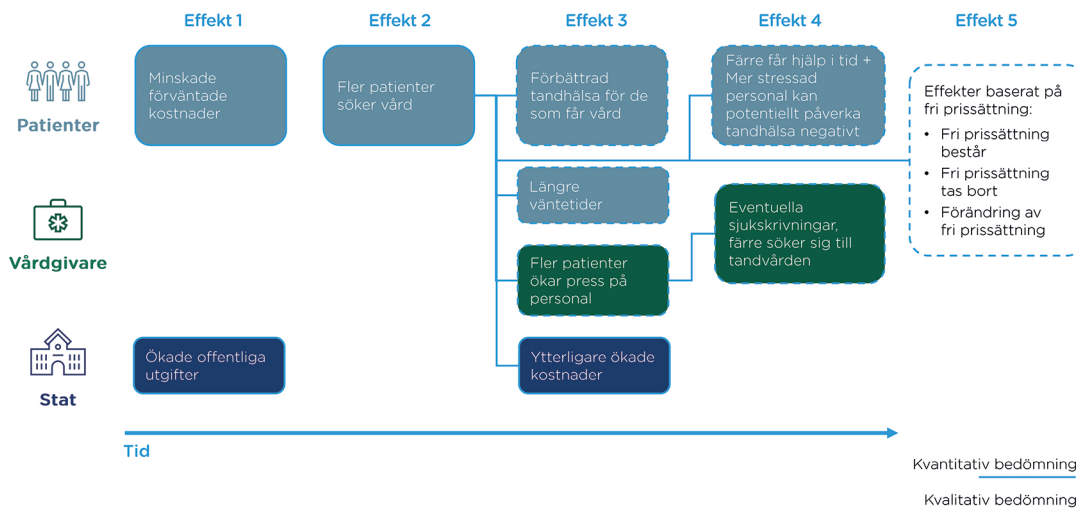 Effekt 1
Effekt 2
Effekt 3
Effekt 4
Effekt 5
Patienter
Minskade
förväntade
kostnader
Fler patienter
söker vård
Förbättrad
tandhälsa för de
som får vård
Färre får hjälp i tid +
Mer stressad
personal kan
potentiellt påverka
tandhälsa negativt
Effekter baserat på
fri prissättning:
• Fri prissättning
består
• Fri prissättning
tas bort
• Förändring av
fri prissättning
Längre
väntetider
Vårdgivare
Fler patienter
ökar press på
personal
Eventuella
sjukskrivningar,
färre söker sig till
tandvården
Stat
Ökade offentliga
utgifter
Ytterligare ökade
kostnader
Tid
Kvantitativ bedömning
Kvalitativ bedömning